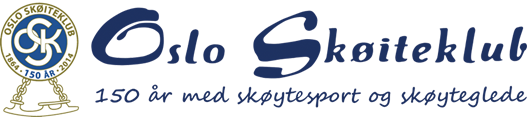 OSLO SKØITEKLUB
OSK
1864 - 150 ÅR - 2014
Oslo Skøiteklub
150 år med skøytesport og skøyteglede